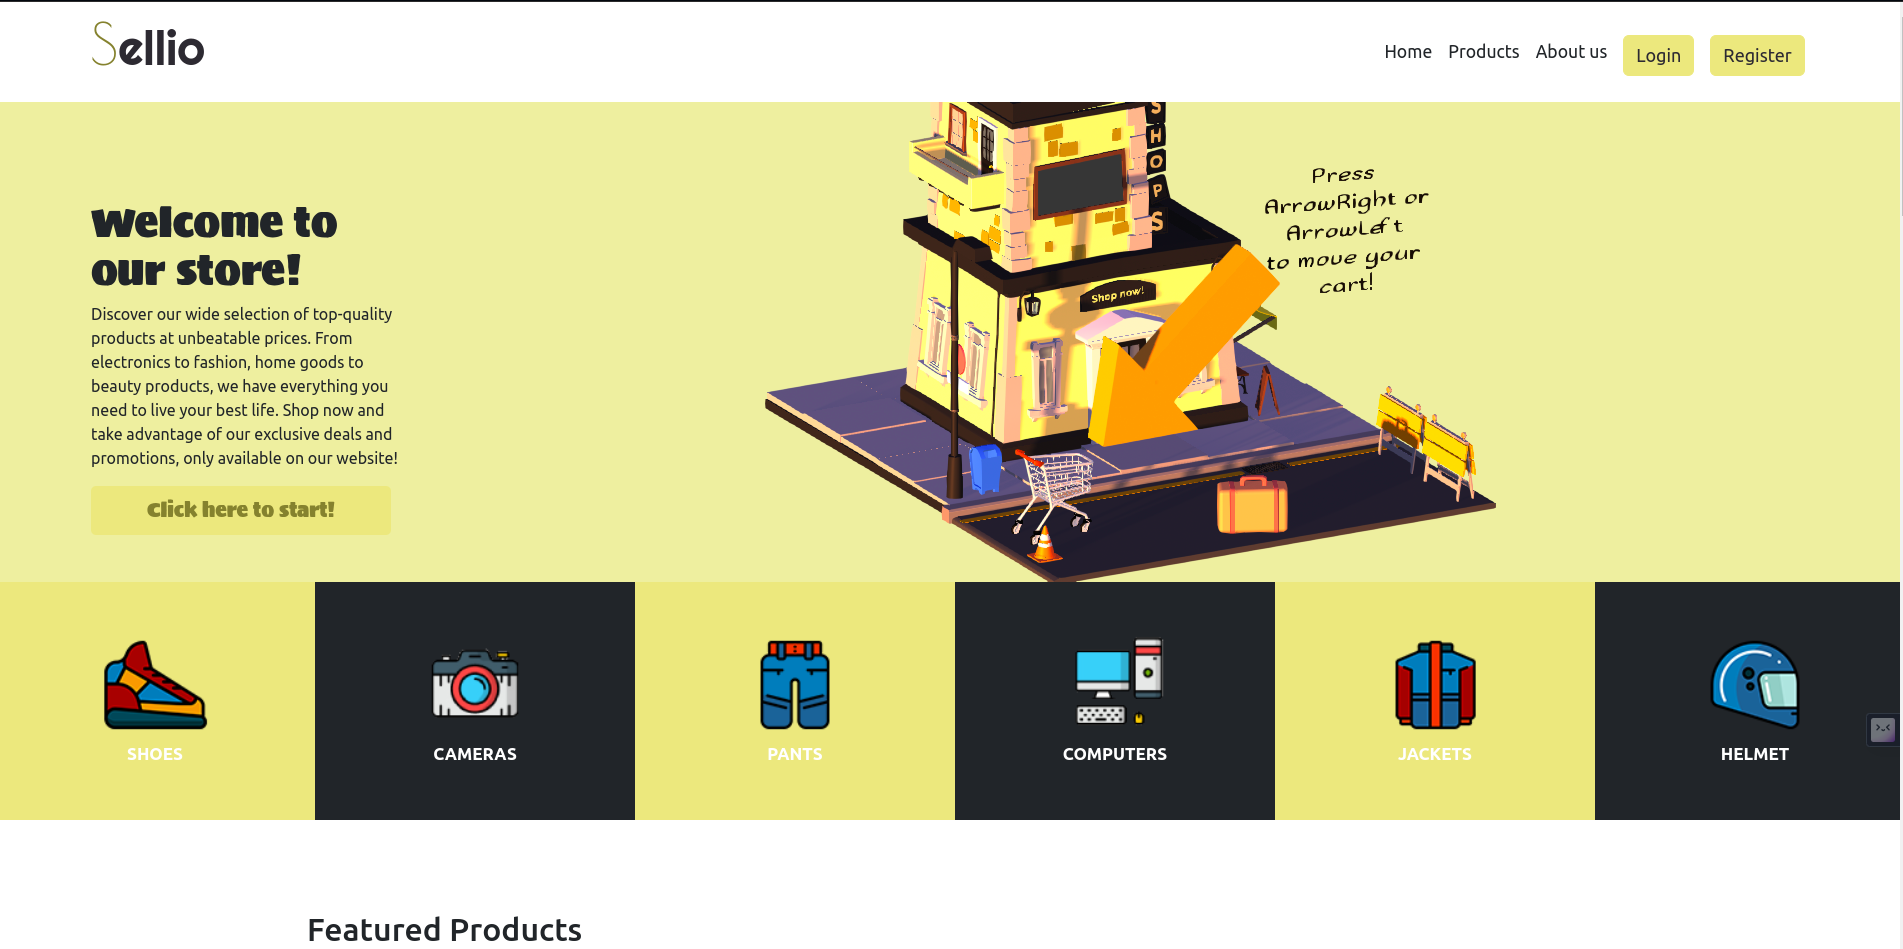 Sellio
Home Products About us Login Register
Welcome to
our store!
Discover our wide selection of top-quality
products at unbeatable prices. From
electronics to fashion, home goods to
beauty products, we have everything you
need to live your best life. Shop now and
take advantage of our exclusive deals and
promotions, only available on our website!
Click here to start!
SHOPS
Shop now!
Press
ArrowRight or
ArrowLeft
to move your
cart!
SHOES
CAMERAS
PANTS
COMPUTERS
JACKETS
HELMET
Featured Products